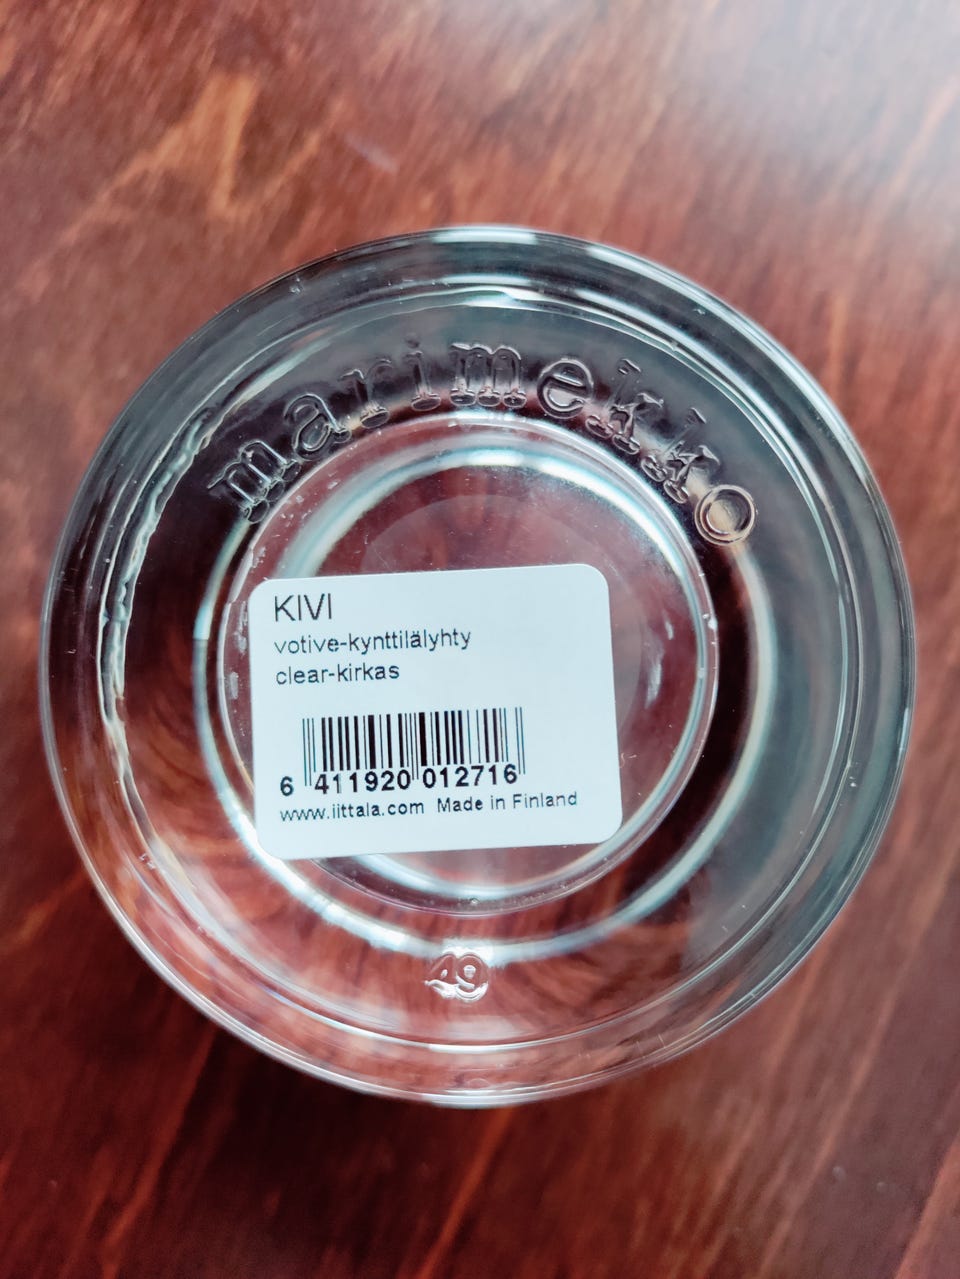 marimekko
KIVI
votive-kynttilälyhty
clear-kirkas
6 411920 012716
www.iittala.com Made in Finland
49